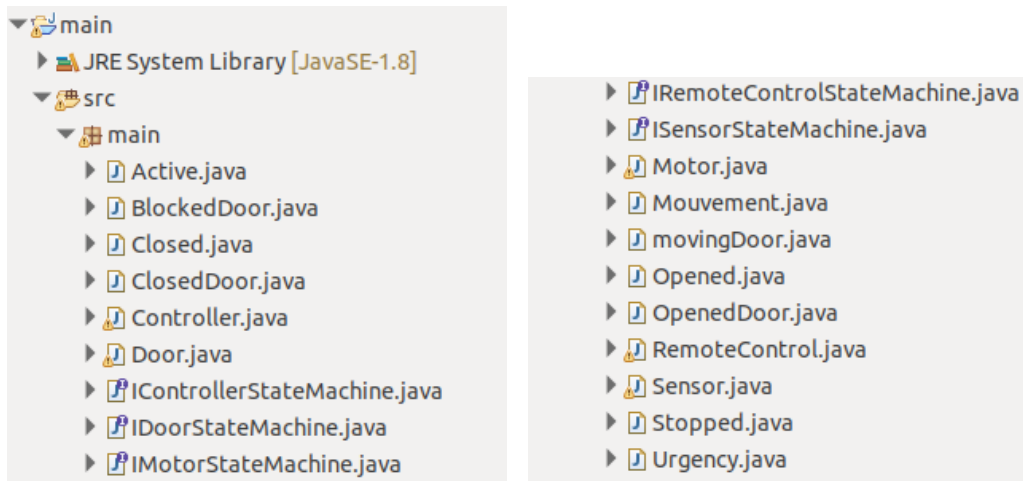 main
JRE System Library [JavaSE-1.8]
src
main
Active.java
BlockedDoor.java
Closed.java
ClosedDoor.java
Controller.java
Door.java
IControllerStateMachine.java
IDoorStateMachine.java
IMotorStateMachine.java
IRemoteControlStateMachine.java
ISensorStateMachine.java
Motor.java
Mouvement.java
movingDoor.java
Opened.java
OpenedDoor.java
RemoteControl.java
Sensor.java
Stopped.java
Urgency.java